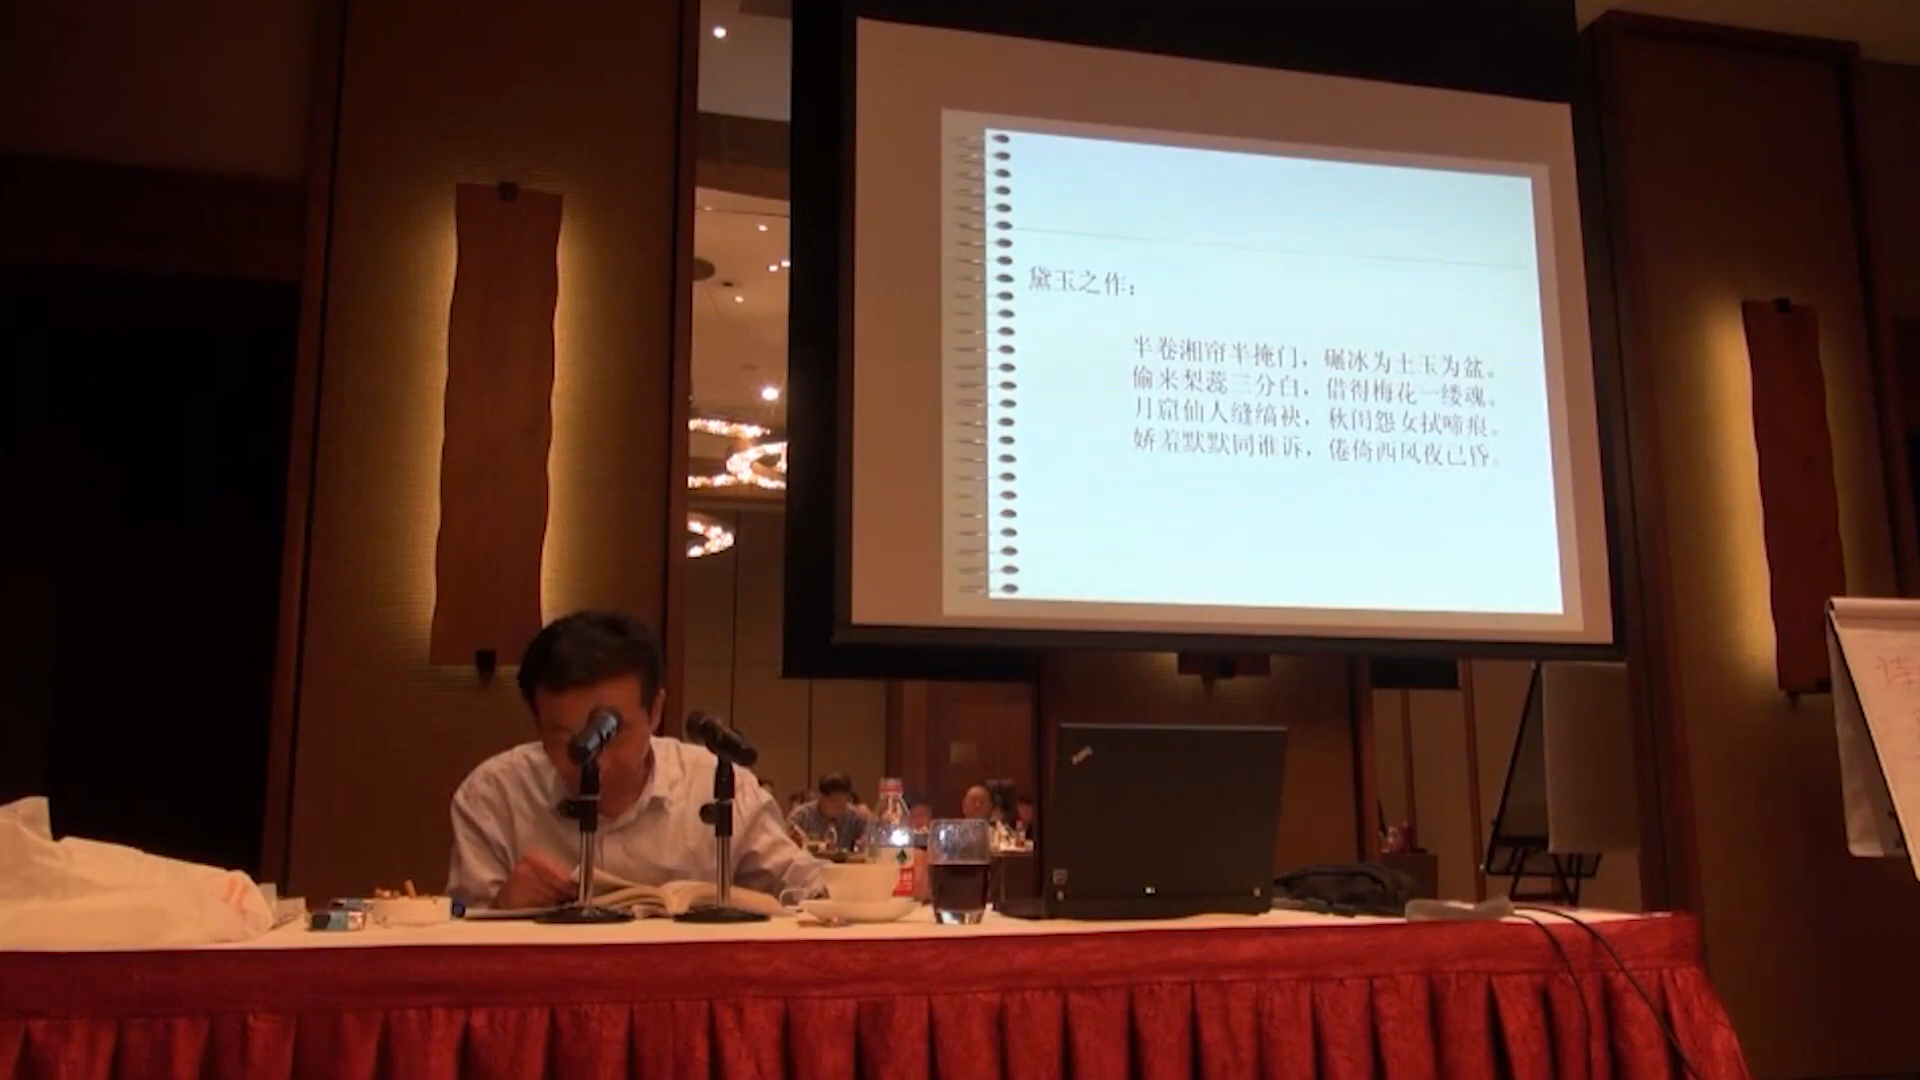 黛玉之作：
半卷湘帘半掩门，碾冰为土玉为盆。
偷来梨蕊三分白，借得梅花一缕魂。
月窟仙人缝缟袂，秋闺怨女拭啼痕。
娇羞默默同谁诉，倦倚西风夜已昏。